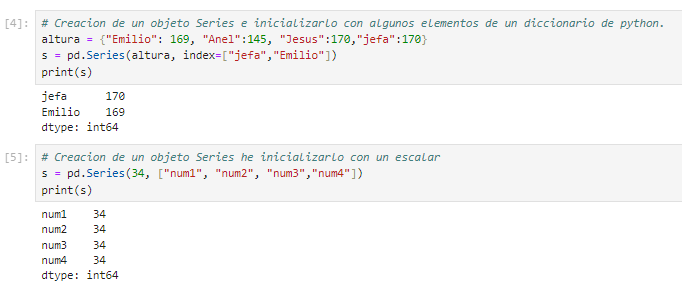 [4]: # Creacion de un objeto Series e inicializarlo con algunos elementos de un diccionario de python.
altura = {"Emilio": 169, "Anel":145, "Jesus":170,"jefa":170}
s = pd.Series(altura, index=["jefa","Emilio"])
print(s)
jefa      170
Emilio    169
dtype: int64
[5]: # Creacion de un objeto Series he inicializarlo con un escalar
s = pd.Series(34, ["num1", "num2", "num3","num4"])
print(s)
num1    34
num2    34
num3    34
num4    34
dtype: int64